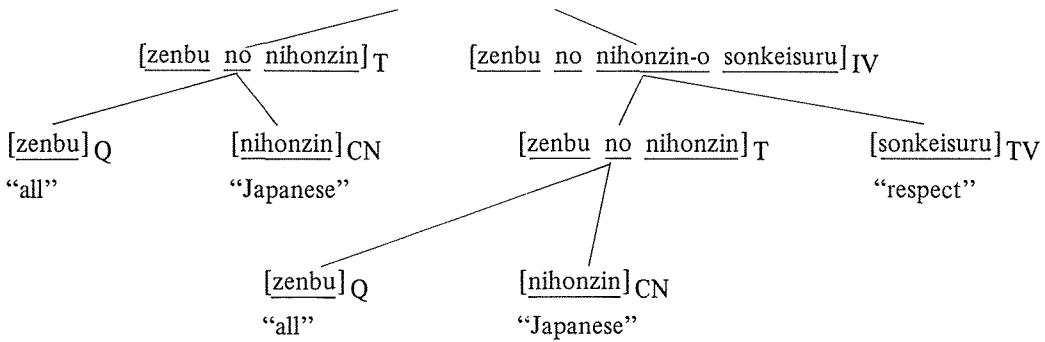 [zenbu no nihonzin]T [zenbu no nihonzin-o sonkeisuru]IV
[zenbu]Q [nihonzin]CN [zenbu no nihonzin]T [sonkeisuru]TV
“all” “Japanese” “respect”
[zenbu]Q [nihonzin]CN
“all” “Japanese”